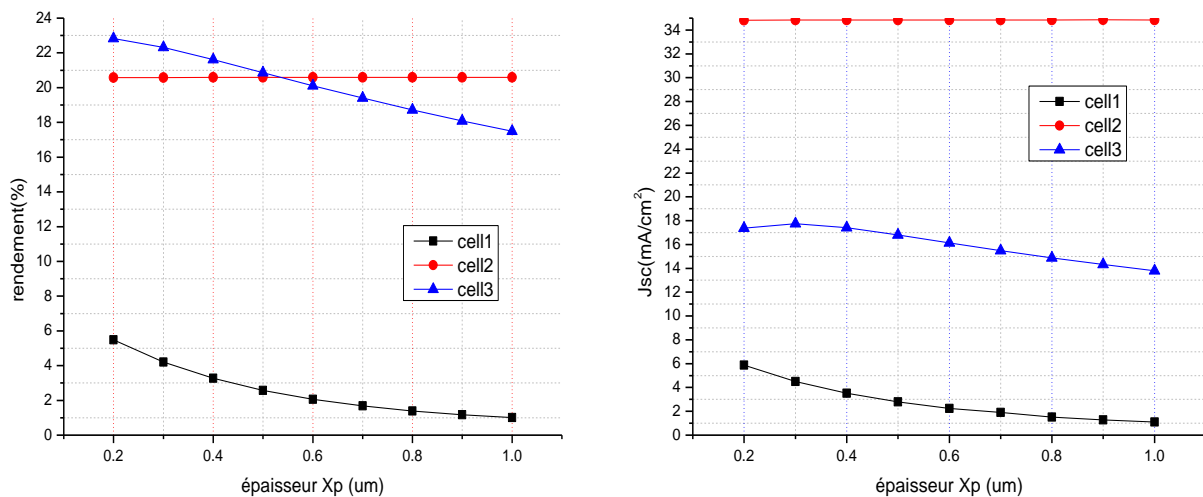 24
22
20
18
16
14
12
10
8
6
4
2
0
rendement(%)
cell1
cell2
cell3
0.2 0.4 0.6 0.8 1.0
épaisseur Xp (um)
34
32
30
28
26
24
22
20
18
16
14
12
10
8
6
4
2
0
Jsc(mA/cm²)
cell1
cell2
cell3
0.2 0.4 0.6 0.8 1.0
épaisseur Xp (um)